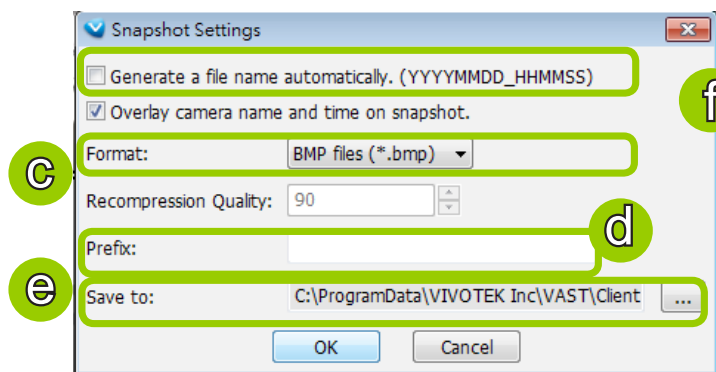 Snapshot Settings
Generate a file name automatically. (YYYYMMDD_HHMMSS)
f
Overlay camera name and time on snapshot.
c
Format: BMP files (*.bmp)
Recompression Quality: 90
d
Prefix:
e
Save to: C:\ProgramData\VIVOTEK Inc\VAST\Client ...
OK Cancel